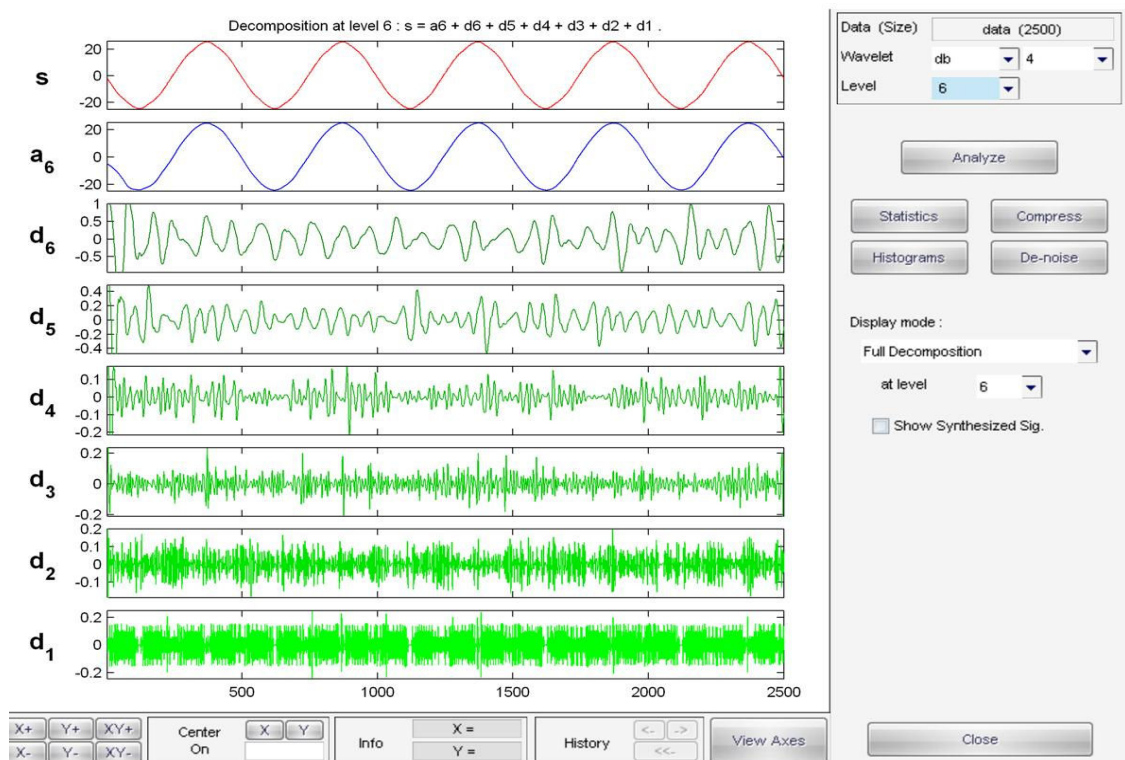 Decomposition at level 6 : s = a6 + d6 + d5 + d4 + d3 + d2 + d1 .
s
20
0
-20
a6
20
0
-20
d6
1
0.5
0
-0.5
d5
0.4
0.2
0
-0.2
-0.4
d4
0.1
0
-0.1
-0.2
d3
0.2
0
-0.2
d2
0.2
0.1
0
-0.1
d1
0.2
0
-0.2
500 1000 1500 2000 2500
Data (Size) data (2500)
Wavelet db 4
Level 6
Analyze
Statistics Compress
Histograms De-noise
Display mode :
Full Decomposition
at level 6
Show Synthesized Sig.
X+ Y+ XY+
X- Y- XY-
Center
On
X Y
Info
X =
Y =
History
<- ->
<<-
View Axes
Close